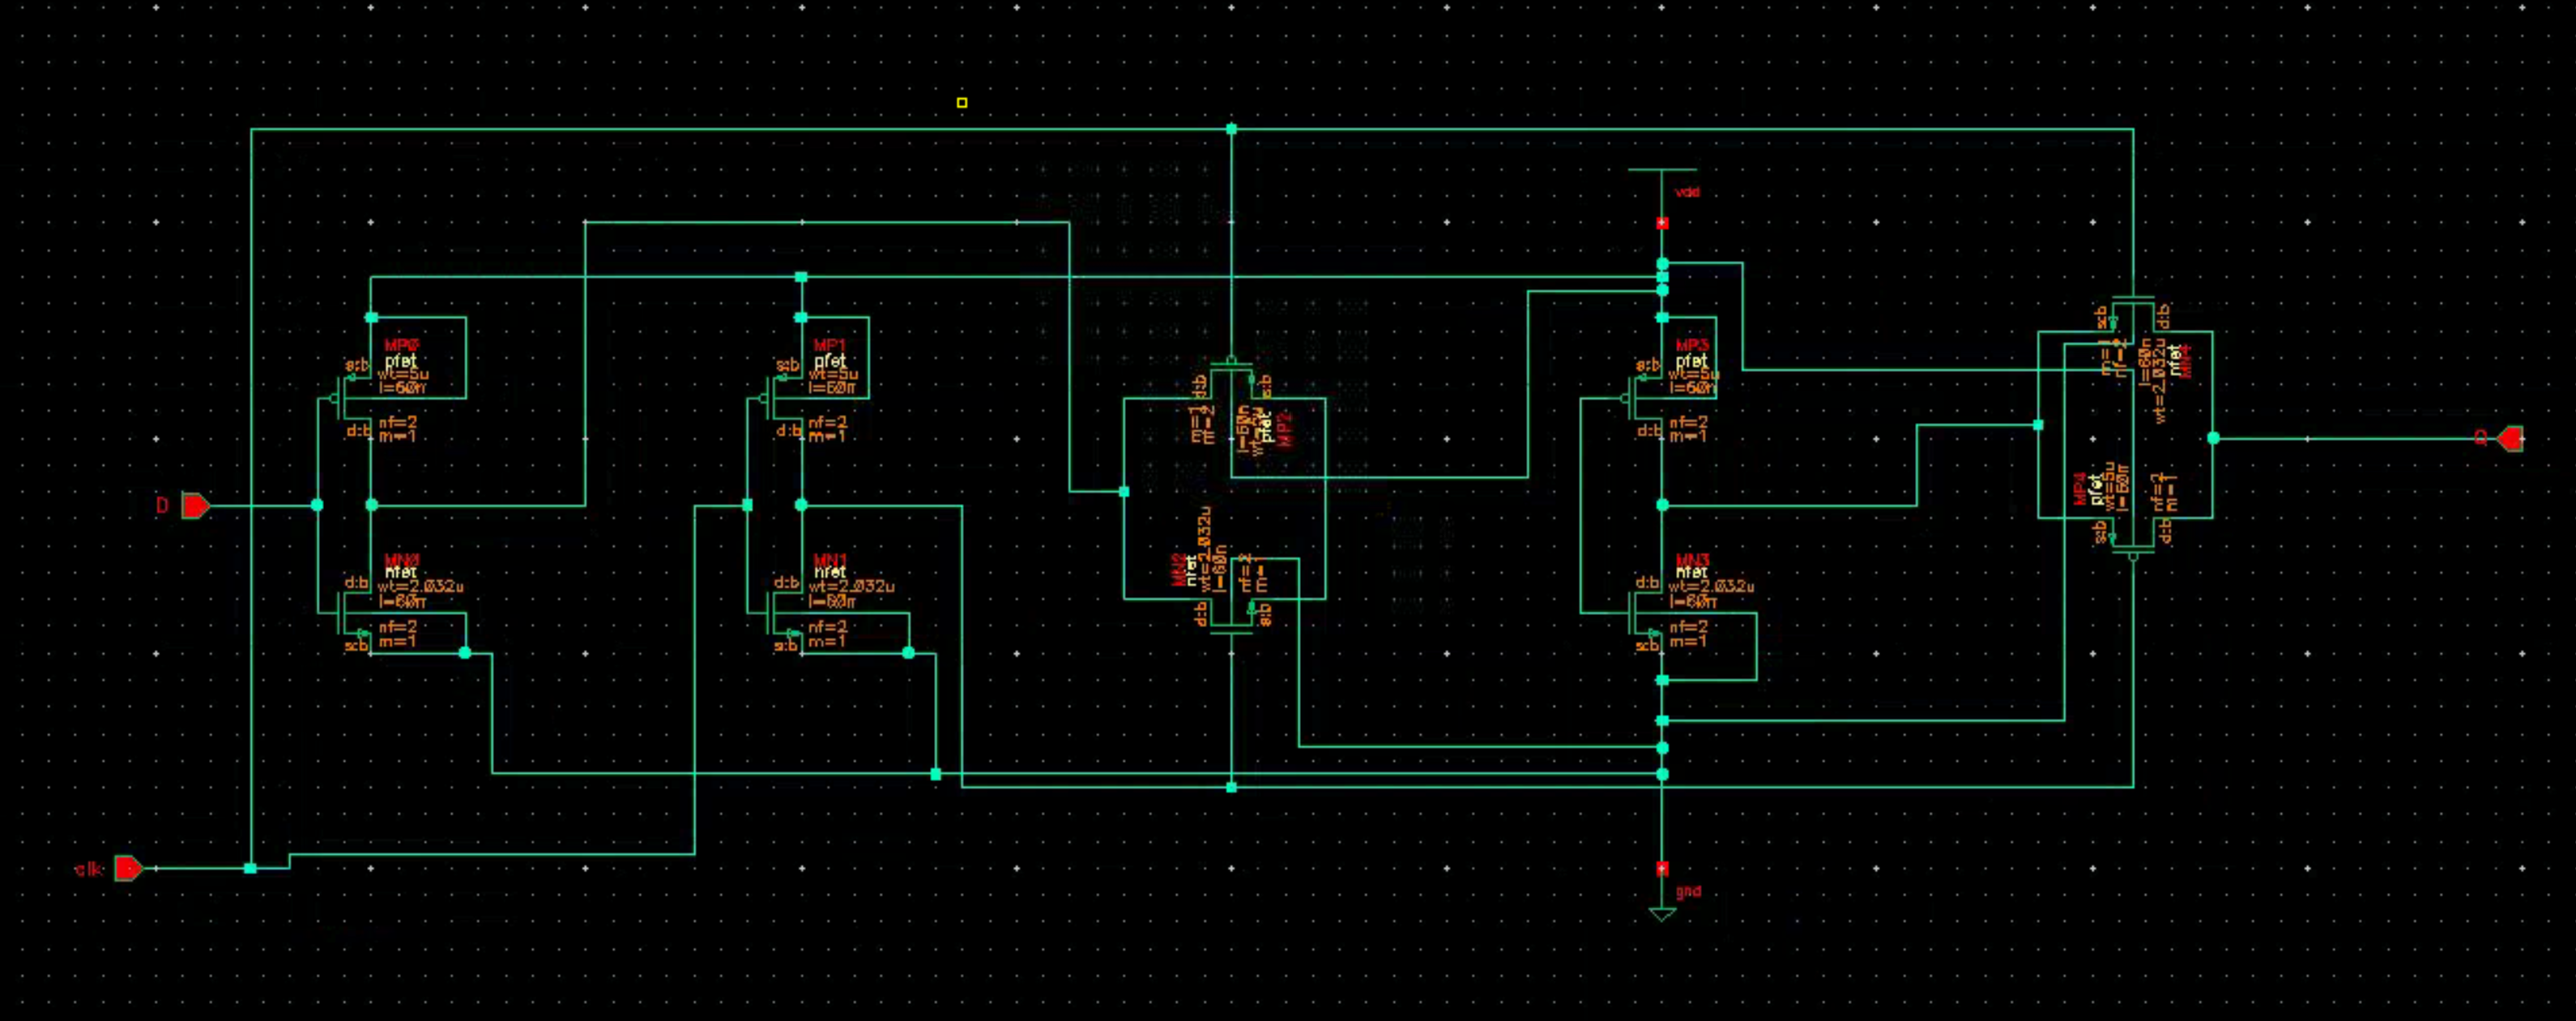 vdd
MP0
pfet
s:b
wt=5u
l=60n
nf=2
d:b
m=1
MP1
pfet
s:b
wt=5u
l=60n
nf=2
d:b
m=1
d:b
s:b
m=1
nf=2
l=60n
pfet
MP2
MP3
pfet
s:b
wt=5u
l=60n
nf=2
d:b
m=1
s:b
d:b
m=1
nf=2
l=60n
wt=2.032u
nfet
MN4
D
Q
MP4
pfet
wt=5u
l=60n
nf=2
m=1
s:b
d:b
MN0
nfet
d:b
wt=2.032u
l=60n
nf=2
s:b
m=1
MN1
nfet
d:b
wt=2.032u
l=60n
nf=2
s:b
m=1
MN2
nfet
wt=2.032u
l=60n
nf=2
m=1
d:b
s:b
MN3
nfet
d:b
wt=2.032u
l=60n
nf=2
s:b
m=1
clk
gnd